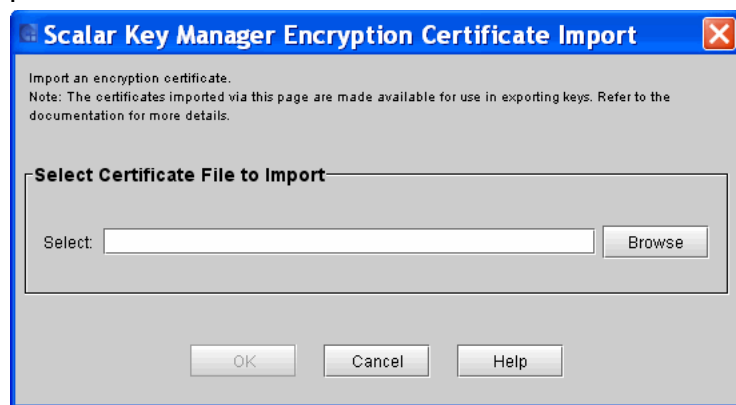 Scalar Key Manager Encryption Certificate Import
Import an encryption certificate.
Note: The certificates imported via this page are made available for use in exporting keys. Refer to the
documentation for more details.
Select Certificate File to Import
Select:
Browse
OK
Cancel
Help